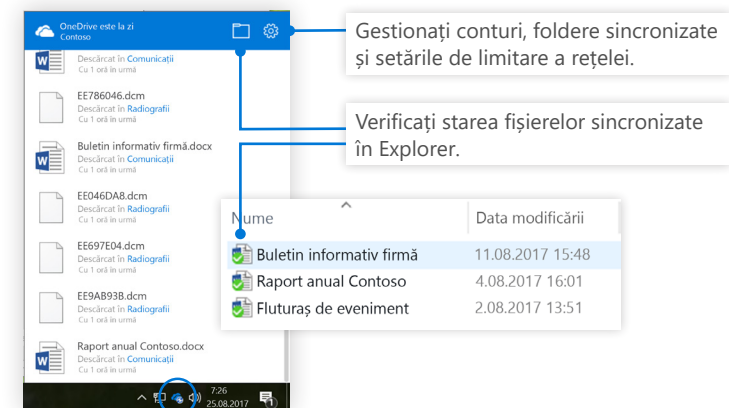 OneDrive este la zi
Contoso
Descărcat în Comunicații
Cu 1 oră în urmă
EE786046.dcm
Descărcat în Radiografii
Cu 1 oră în urmă
Buletin informativ firmă.docx
Descărcat în Comunicații
Cu 1 oră în urmă
EE046DA8.dcm
Descărcat în Radiografii
Cu 1 oră în urmă
EE697E04.dcm
Descărcat în Radiografii
Cu 1 oră în urmă
EE9AB93B.dcm
Descărcat în Radiografii
Cu 1 oră în urmă
Raport anual Contoso.docx
Descărcat în Comunicații
Cu 1 oră în urmă
7:26
25.08.2017
1
Gestionați conturi, foldere sincronizate
și setările de limitare a rețelei.
Verificați starea fișierelor sincronizate
în Explorer.
Nume Data modificării
Buletin informativ firmă 11.08.2017 15:48
Raport anual Contoso 4.08.2017 16:01
Fluturaș de eveniment 2.08.2017 13:51